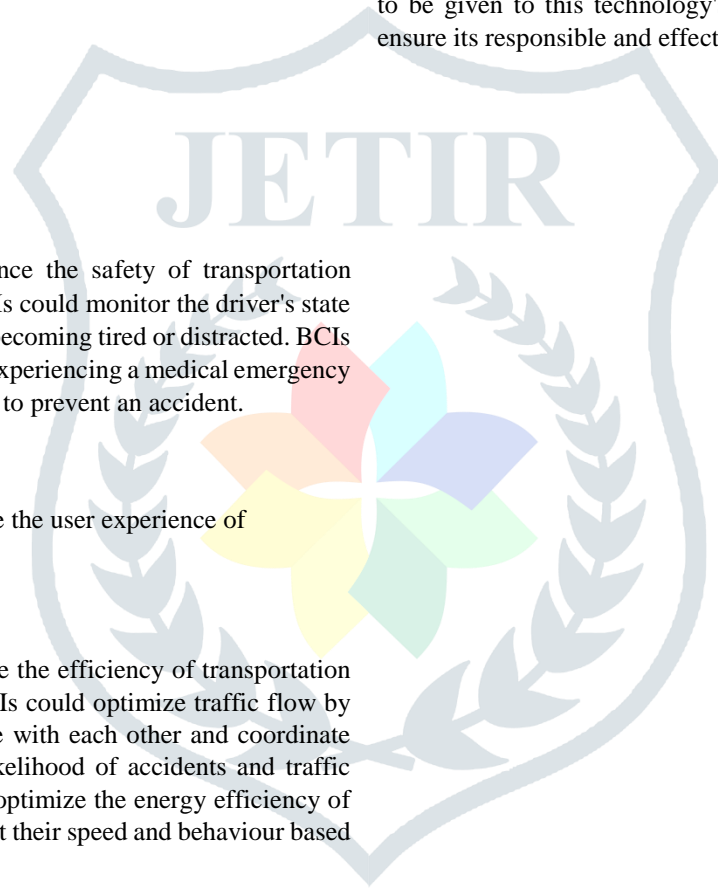 to be given to this technology'
ensure its responsible and effect
JETIR
nce the safety of transportation
Is could monitor the driver's state
becoming tired or distracted. BCIs
experiencing a medical emergency
to prevent an accident.
e the user experience of
e the efficiency of transportation
Is could optimize traffic flow by
e with each other and coordinate
kelihood of accidents and traffic
optimize the energy efficiency of
t their speed and behaviour based